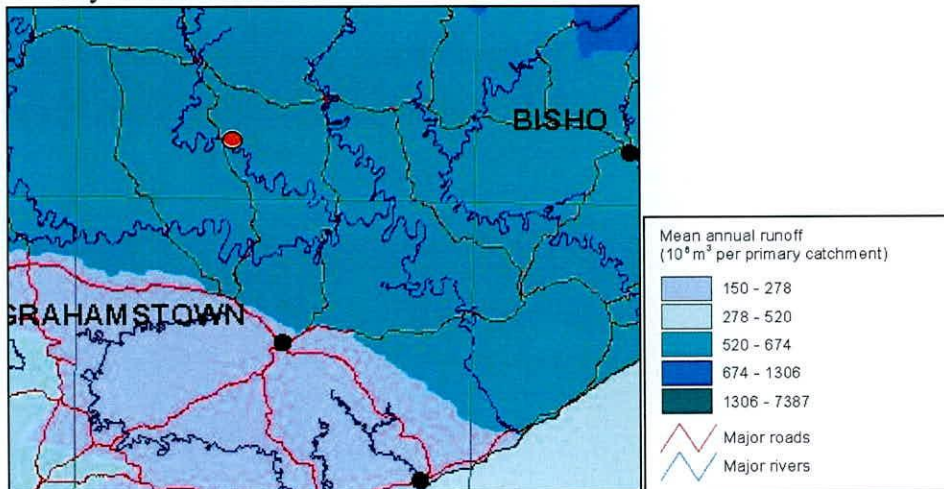 BISHO
GRAHAMSTOWN
Mean annual runoff
(10⁶ m³ per primary catchment)
150 - 278
278 - 520
520 - 674
674 - 1306
1306 - 7387
Major roads
Major rivers